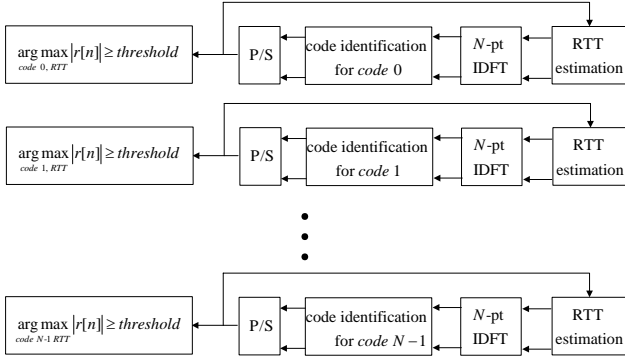 arg max |r[n]| ≥ threshold
code 0, RTT
P/S
code identification
for code 0
N-pt
IDFT
RTT
estimation
arg max |r[n]| ≥ threshold
code 1, RTT
P/S
code identification
for code 1
N-pt
IDFT
RTT
estimation
arg max |r[n]| ≥ threshold
code N-1 RTT
P/S
code identification
for code N−1
N-pt
IDFT
RTT
estimation